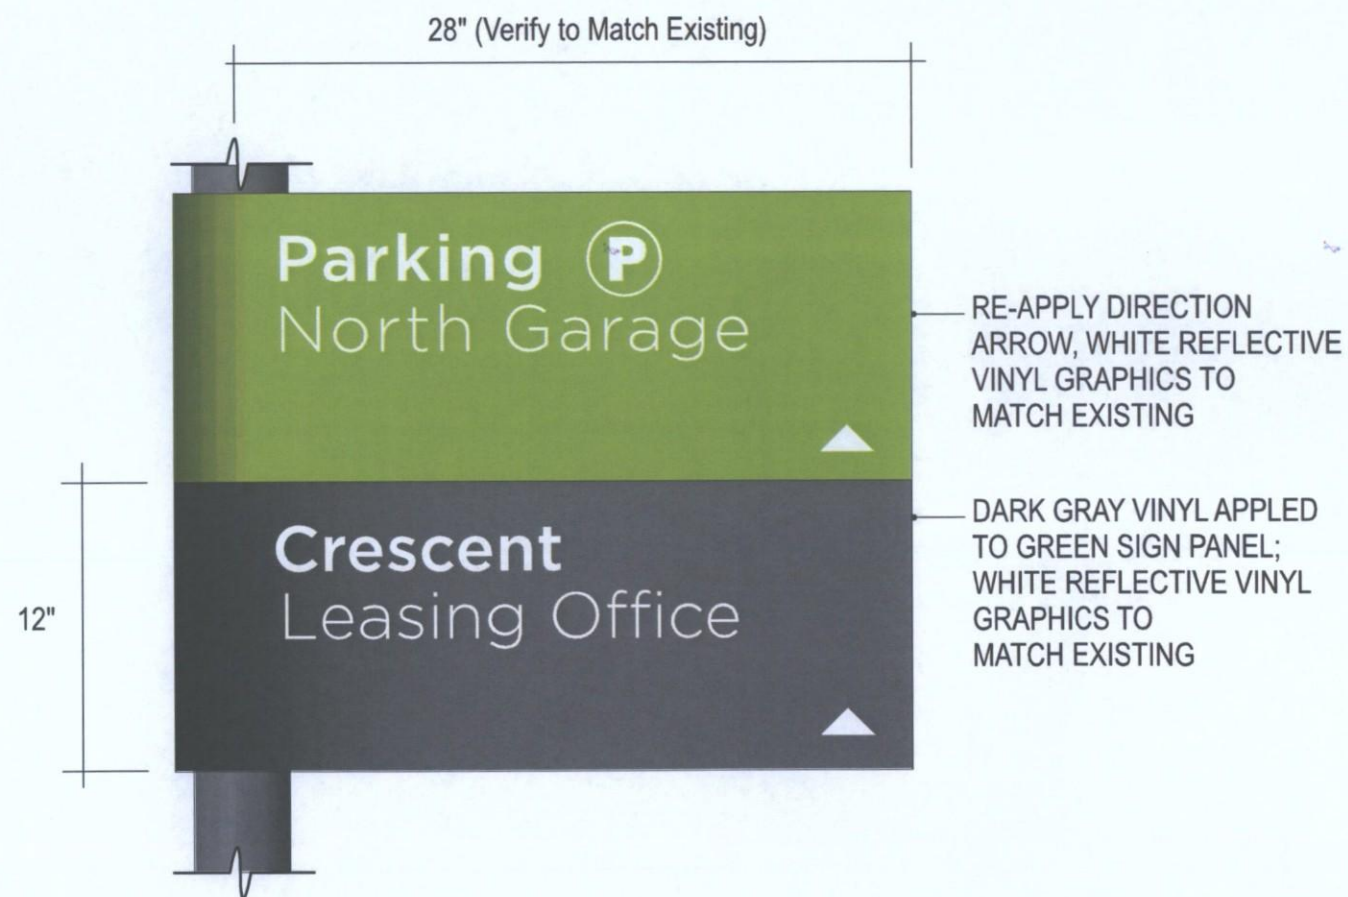 28" (Verify to Match Existing)
Parking P
North Garage
RE-APPLY DIRECTION
ARROW, WHITE REFLECTIVE
VINYL GRAPHICS TO
MATCH EXISTING
12"
Crescent
Leasing Office
DARK GRAY VINYL APPLED
TO GREEN SIGN PANEL;
WHITE REFLECTIVE VINYL
GRAPHICS TO
MATCH EXISTING